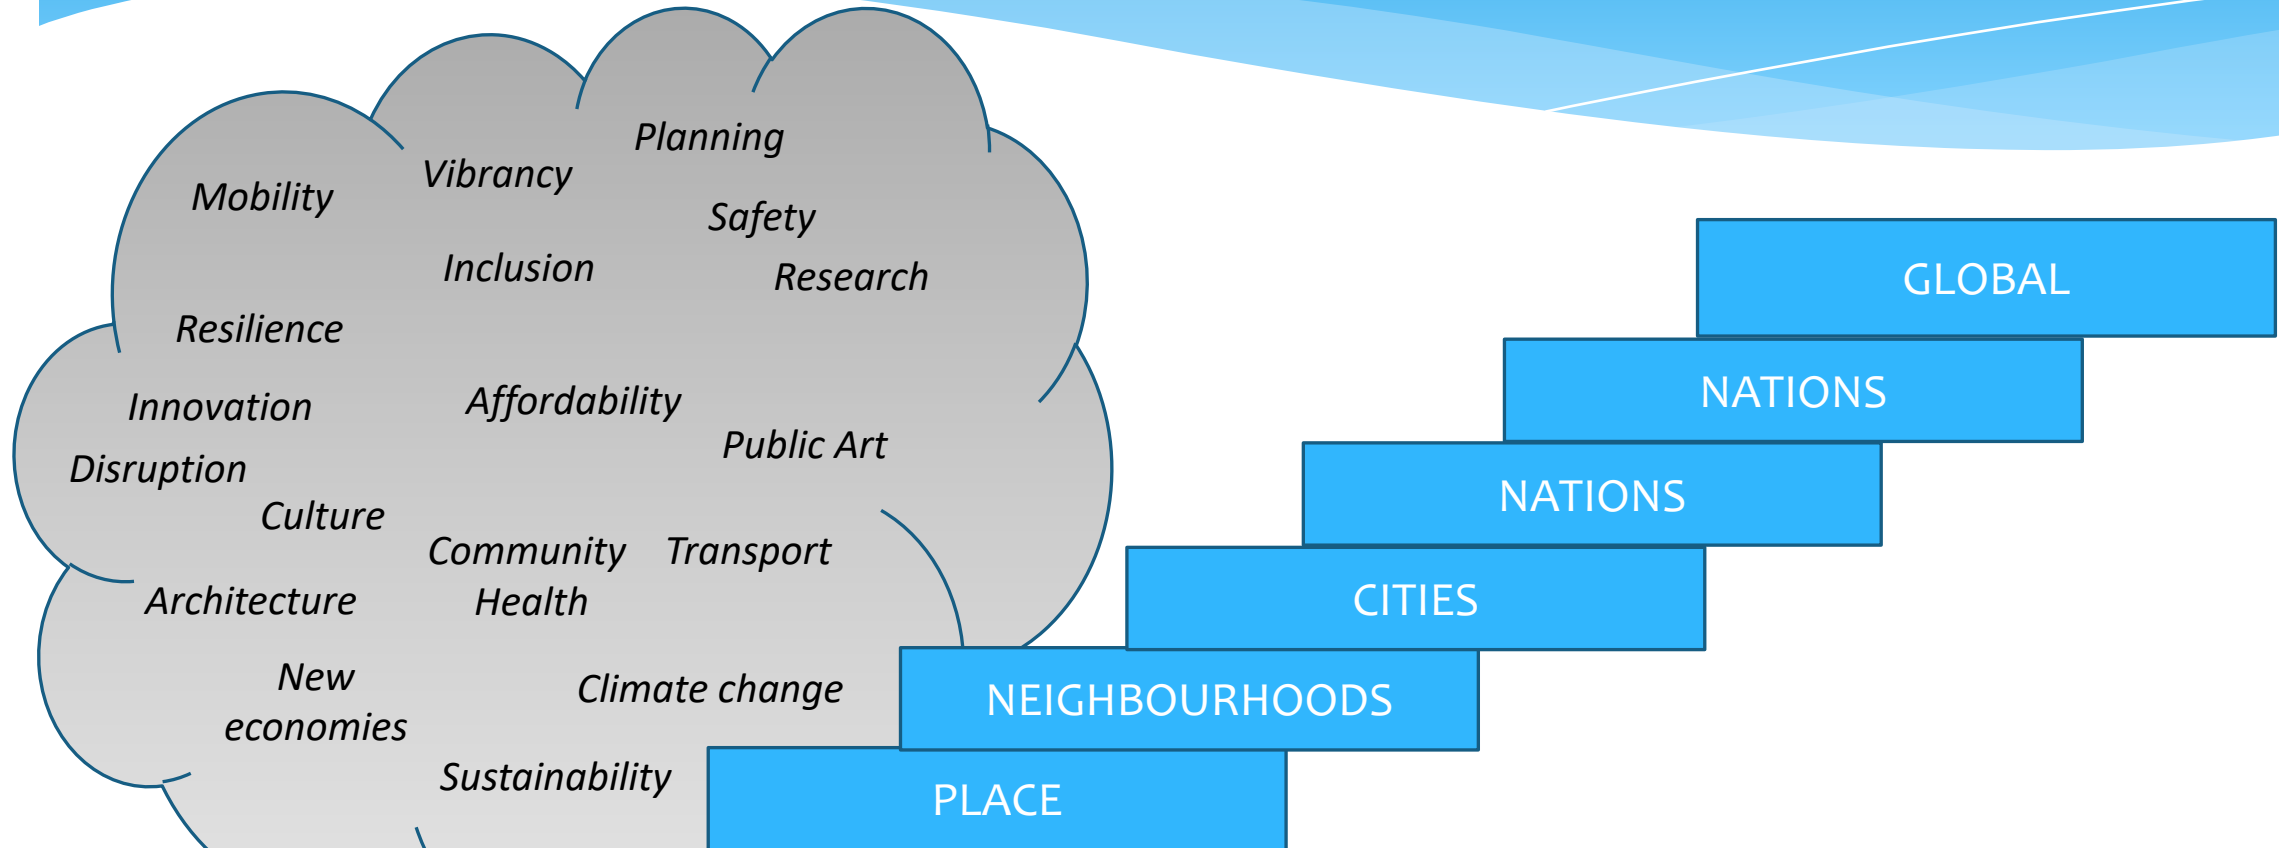 Planning
Vibrancy
Mobility
Safety
Inclusion
Research
Resilience
Innovation
Affordability
Public Art
Disruption
Culture
Community
Health
Transport
Architecture
New
economies
Climate change
Sustainability
GLOBAL
NATIONS
NATIONS
CITIES
NEIGHBOURHOODS
PLACE